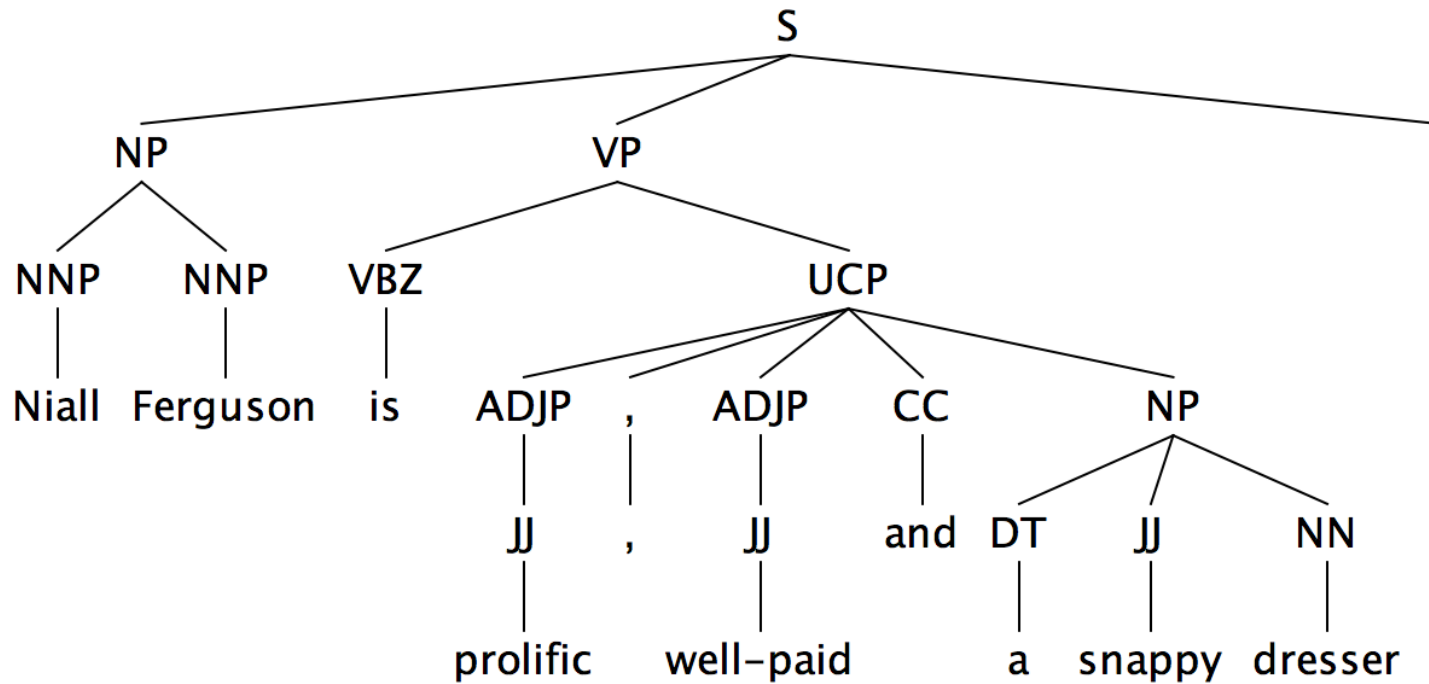 S
NP VP
NNP NNP VBZ UCP
Niall Ferguson is ADJP , ADJP CC NP
JJ , JJ and DT JJ NN
prolific well-paid a snappy dresser